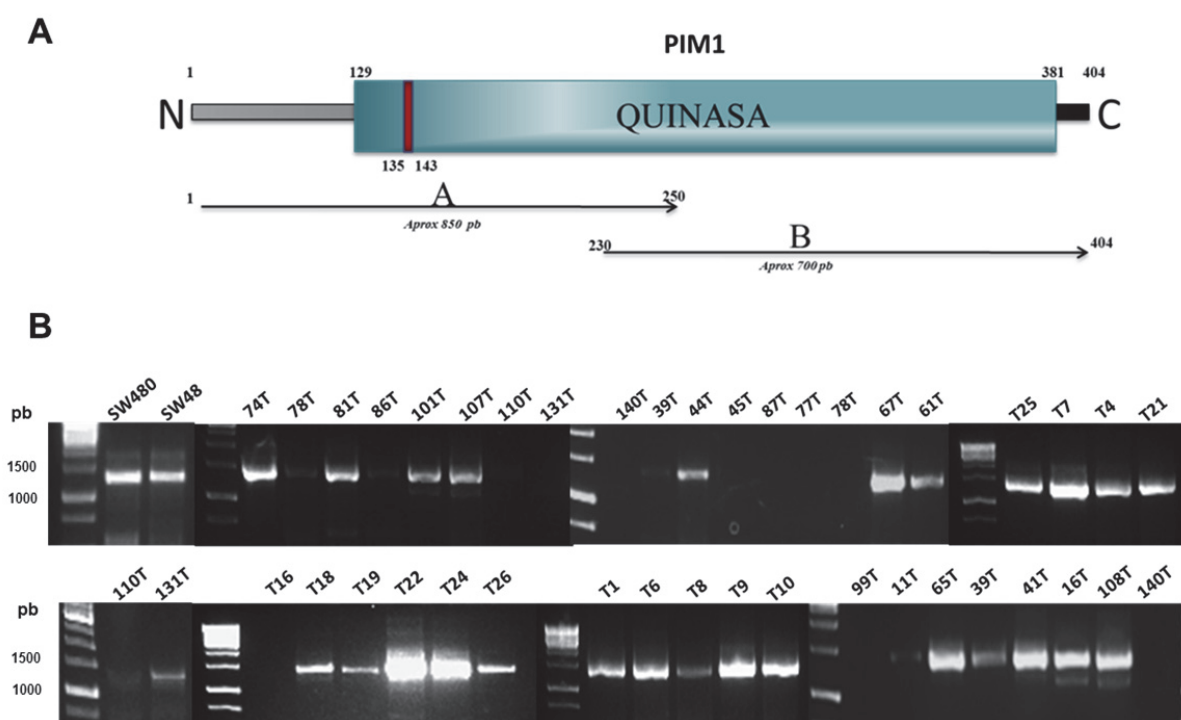 A
PIM1
1 129 381 404
N QUINASA C
135 143
1 A 250
Aprox 850 pb
230 B 404
Aprox 700 pb
B
pb SW480 SW48 74T 78T 81T 86T 101T 107T 110T 131T 140T 39T 44T 45T 87T 77T 78T 67T 61T T25 T7 T4 T21
1500
1000
pb 110T 131T T16 T18 T19 T22 T24 T26 T1 T6 T8 T9 T10 99T 11T 65T 39T 41T 16T 108T 140T
1500
1000